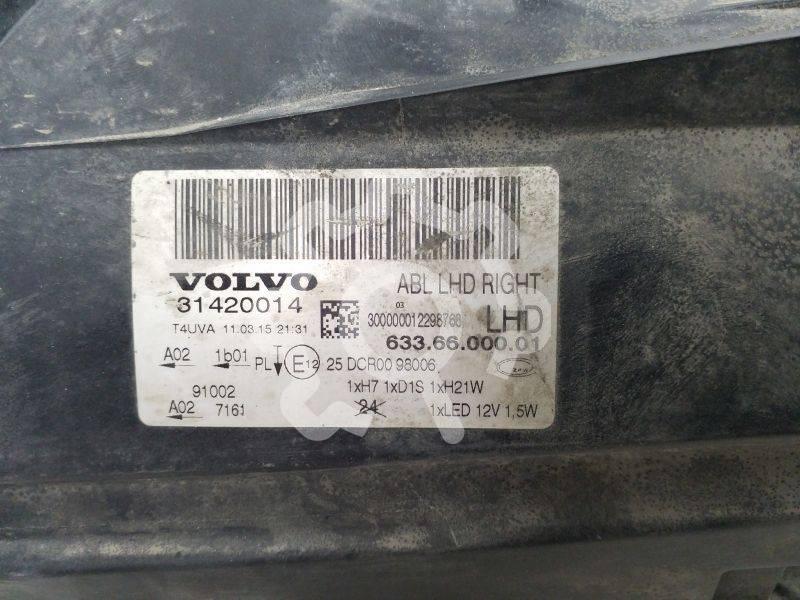 VOLVO ABL LHD RIGHT
31420014 03 LHD
T4UVA 11.03.15 21:31 300000012298768
633.66.000.01
A02 1b01 PL E12 25 DCR00 98006
91002 1xH7 1xD1S 1xH21W
A02 7161 24 1xLED 12V 1,5W